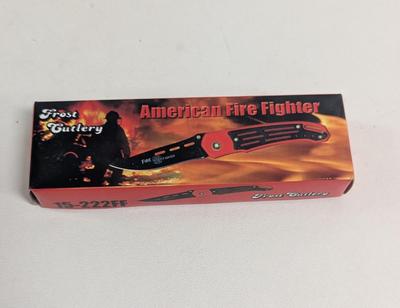 Frost
Cutlery
American Fire Fighter
15-222FF
Frost Cutlery